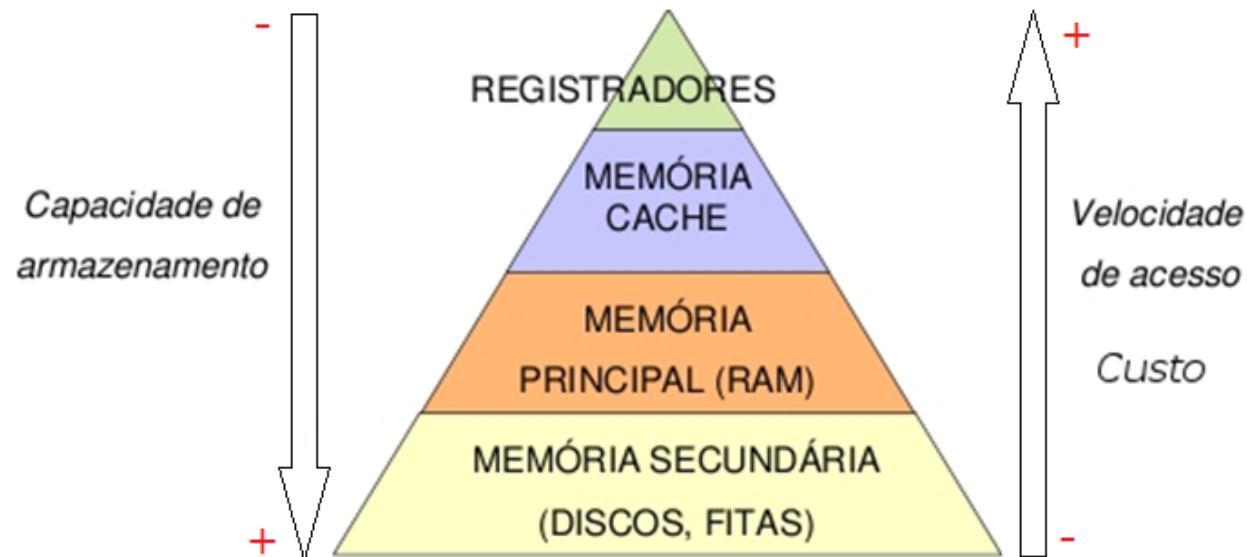 -
+
REGISTRADORES
MEMÓRIA
CACHE
Capacidade de
armazenamento
Velocidade
de acesso
Custo
MEMÓRIA
PRINCIPAL (RAM)
MEMÓRIA SECUNDÁRIA
(DISCOS, FITAS)
+
-